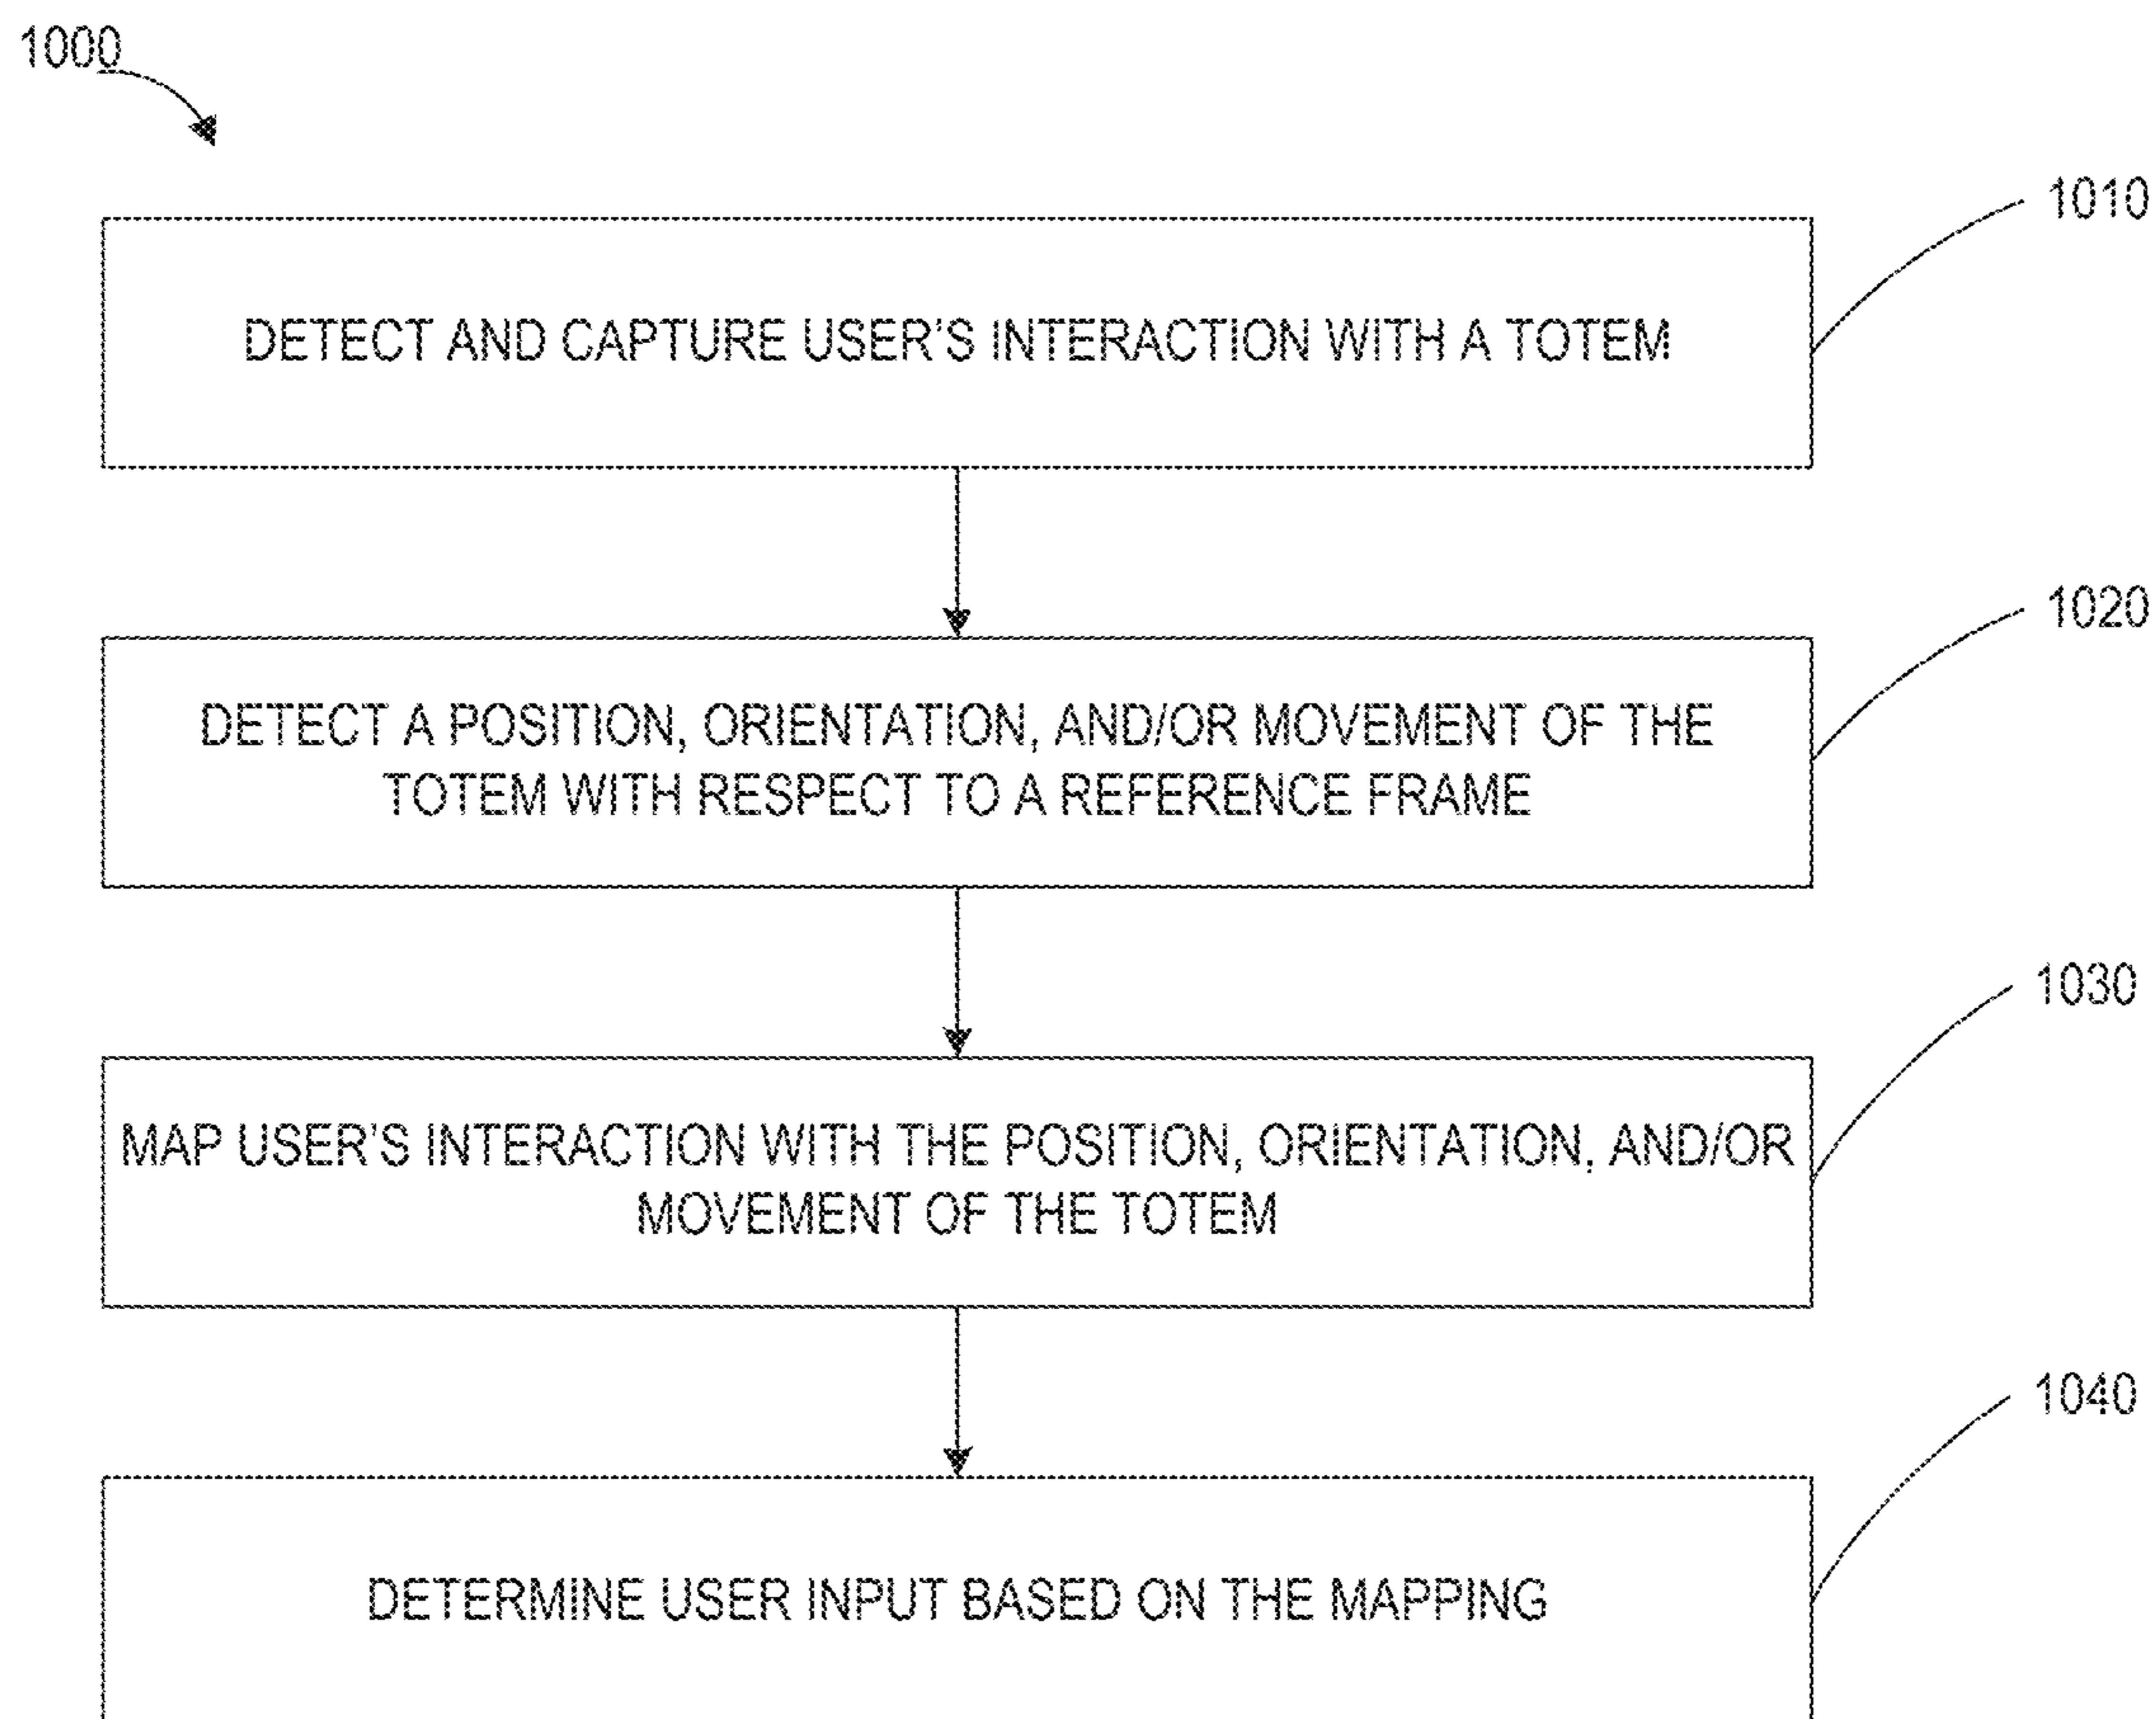 1000
1010
DETECT AND CAPTURE USER'S INTERACTION WITH A TOTEM
1020
DETECT A POSITION, ORIENTATION, AND/OR MOVEMENT OF THE
TOTEM WITH RESPECT TO A REFERENCE FRAME
1030
MAP USER'S INTERACTION WITH THE POSITION, ORIENTATION, AND/OR
MOVEMENT OF THE TOTEM
1040
DETERMINE USER INPUT BASED ON THE MAPPING